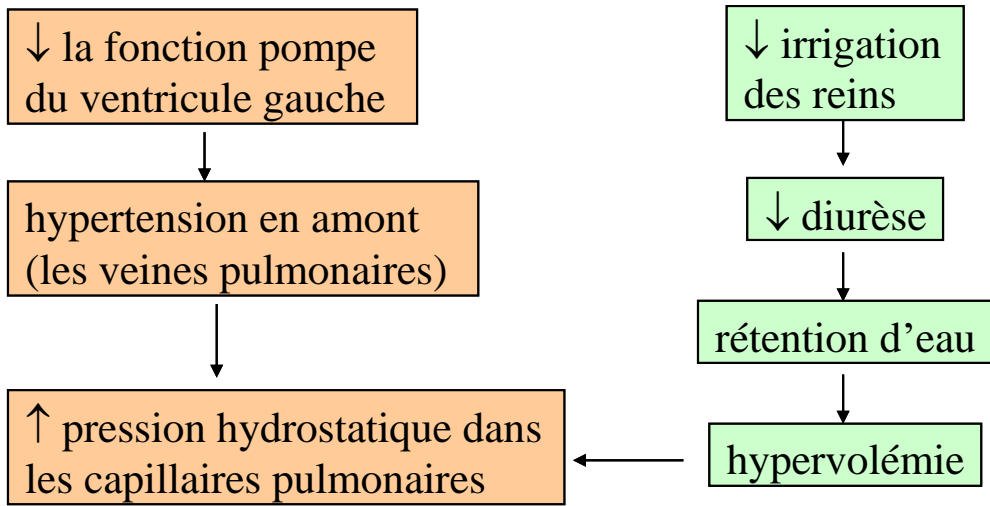 ↓ la fonction pompe
du ventricule gauche
hypertension en amont
(les veines pulmonaires)
↑ pression hydrostatique dans
les capillaires pulmonaires
↓ irrigation
des reins
↓ diurèse
rétention d’eau
hypervolémie